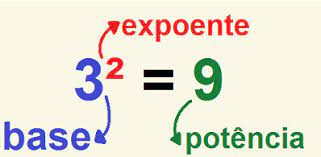 expoente
3² = 9
base
potência